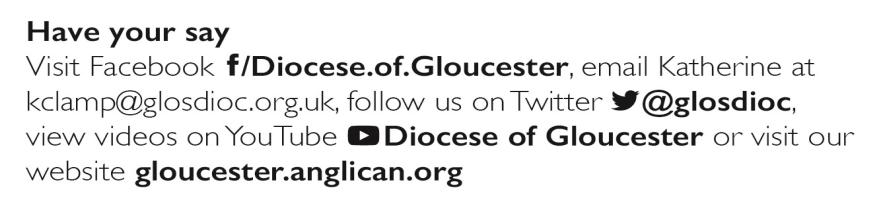 Have your say
Visit Facebook f/Diocese.of.Gloucester, email Katherine at
kclamp@glosdioc.org.uk, follow us on Twitter @glosdioc,
view videos on YouTube Diocese of Gloucester or visit our
website gloucester.anglican.org